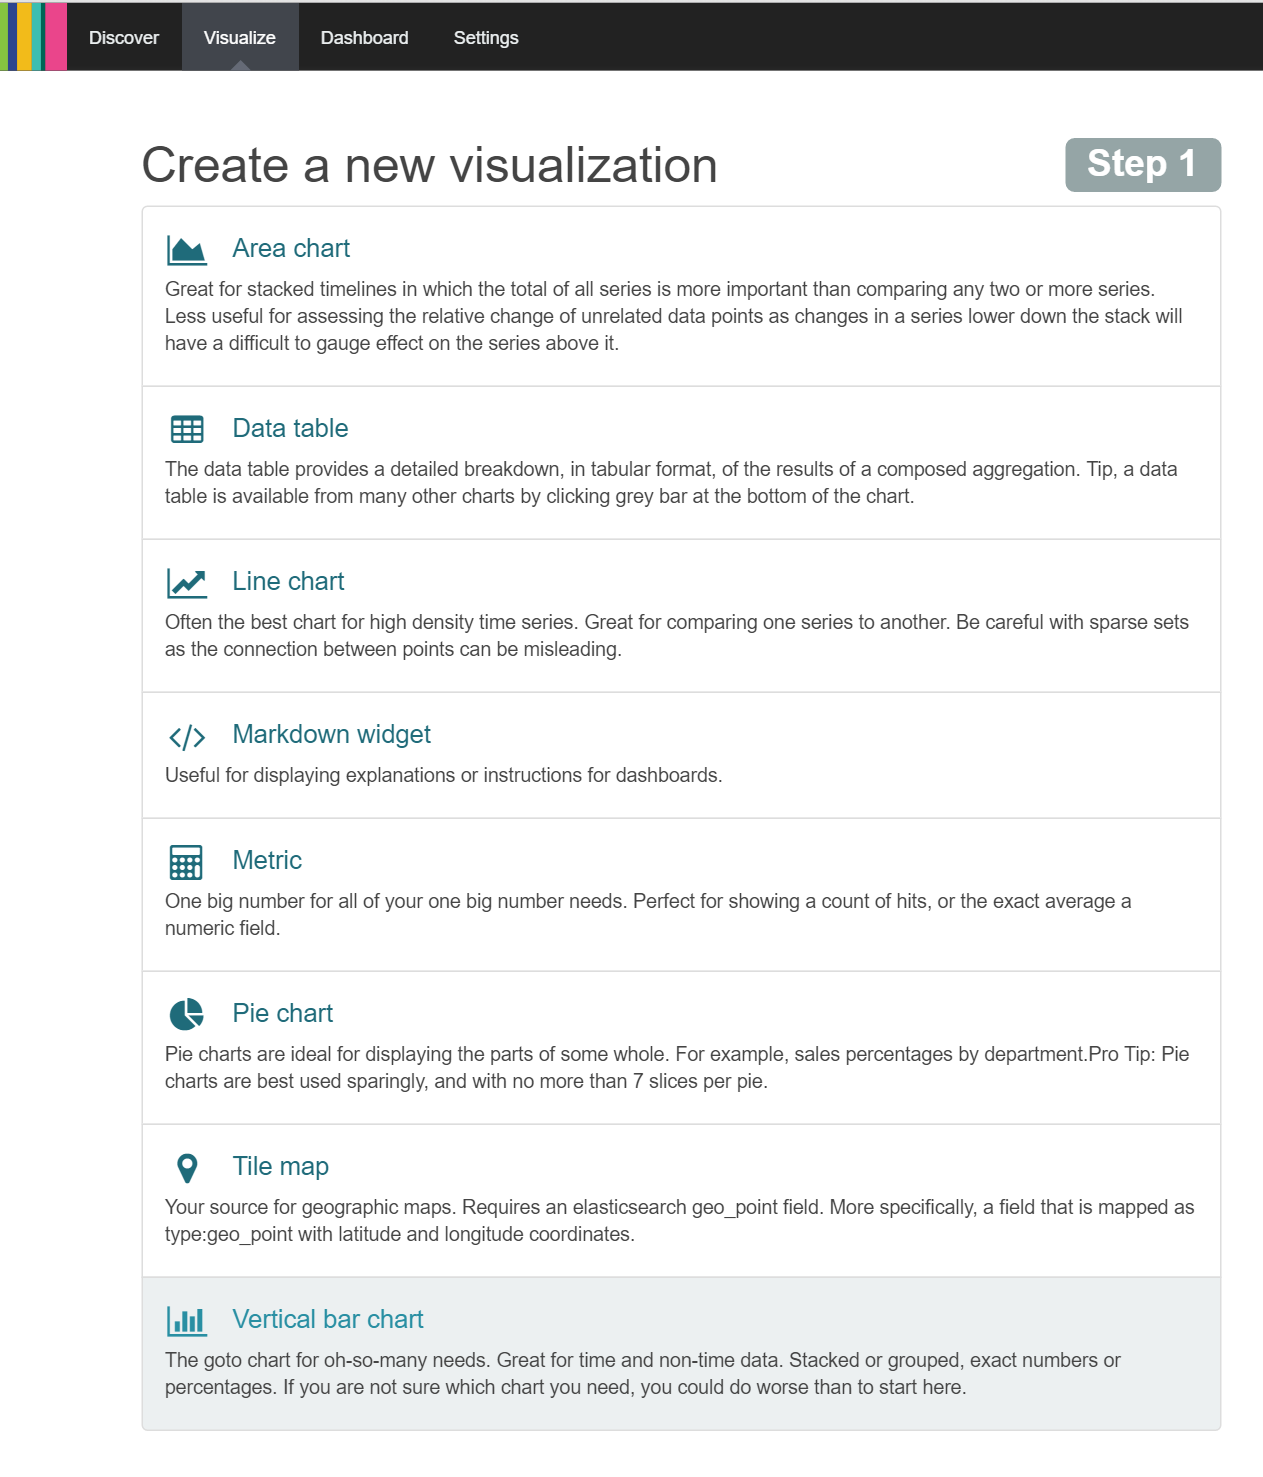 Discover Visualize Dashboard Settings
Create a new visualization Step 1
Area chart
Great for stacked timelines in which the total of all series is more important than comparing any two or more series.
Less useful for assessing the relative change of unrelated data points as changes in a series lower down the stack will
have a difficult to gauge effect on the series above it.
Data table
The data table provides a detailed breakdown, in tabular format, of the results of a composed aggregation. Tip, a data
table is available from many other charts by clicking grey bar at the bottom of the chart.
Line chart
Often the best chart for high density time series. Great for comparing one series to another. Be careful with sparse sets
as the connection between points can be misleading.
Markdown widget
Useful for displaying explanations or instructions for dashboards.
Metric
One big number for all of your one big number needs. Perfect for showing a count of hits, or the exact average a
numeric field.
Pie chart
Pie charts are ideal for displaying the parts of some whole. For example, sales percentages by department.Pro Tip: Pie
charts are best used sparingly, and with no more than 7 slices per pie.
Tile map
Your source for geographic maps. Requires an elasticsearch geo_point field. More specifically, a field that is mapped as
type:geo_point with latitude and longitude coordinates.
Vertical bar chart
The goto chart for oh-so-many needs. Great for time and non-time data. Stacked or grouped, exact numbers or
percentages. If you are not sure which chart you need, you could do worse than to start here.